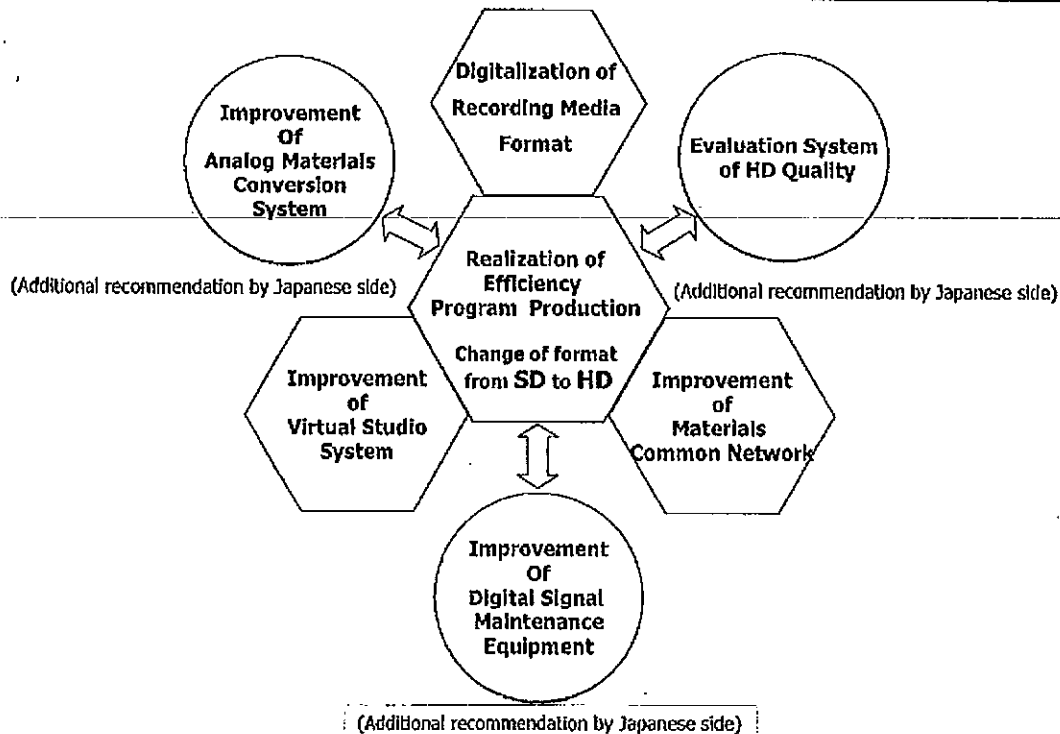 Digitalization of
Recording Media
Format
Improvement
Of
Analog Materials
Conversion
System
Evaluation System
of HD Quality
(Additional recommendation by Japanese side)
(Additional recommendation by Japanese side)
Realization of
Efficiency
Program Production
Change of format
from SD to HD
Improvement
of
Virtual Studio
System
Improvement
of
Materials
Common Network
Improvement
Of
Digital Signal
Maintenance
Equipment
(Additional recommendation by Japanese side)